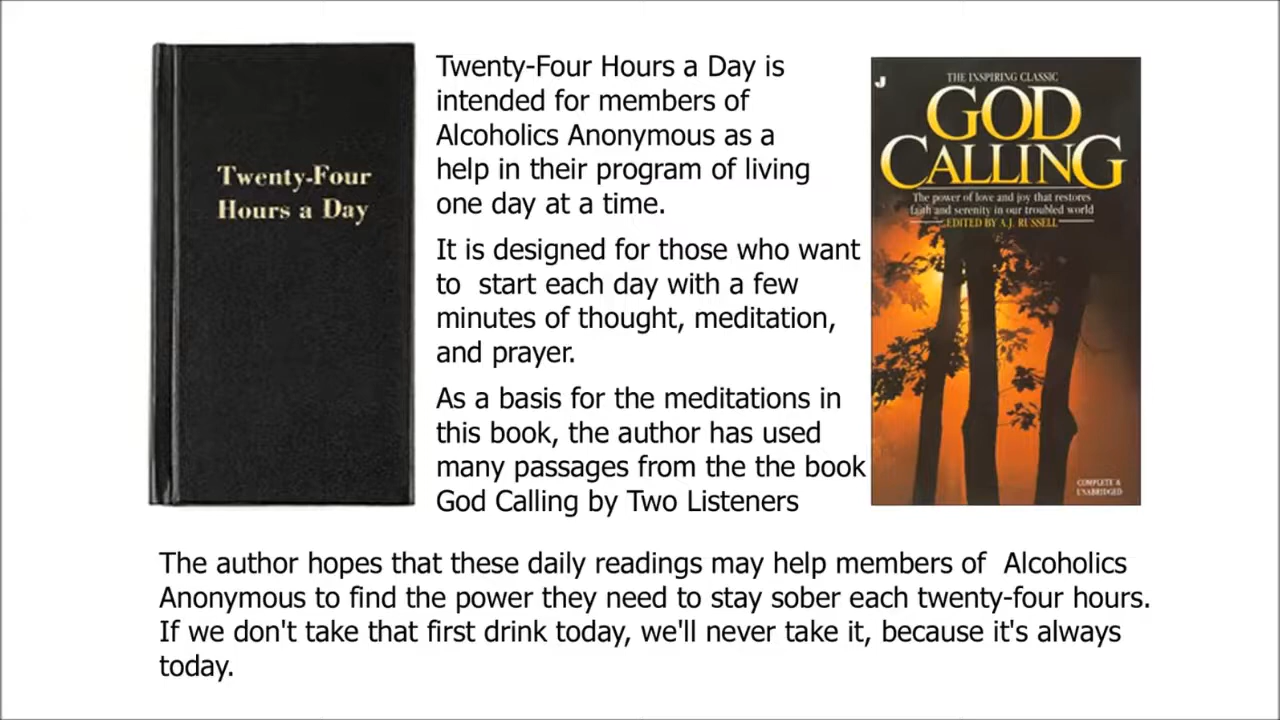 Twenty-Four
Hours a Day
Twenty-Four Hours a Day is
intended for members of
Alcoholics Anonymous as a
help in their program of living
one day at a time.
It is designed for those who want
to  start each day with a few
minutes of thought, meditation,
and prayer.
As a basis for the meditations in
this book, the author has used
many passages from the the book
God Calling by Two Listeners
J
THE INSPIRING CLASSIC
GOD
CALLING
The power of love and joy that restores
faith and serenity in our troubled world
EDITED BY A.J. RUSSELL
COMPLETE &
UNABRIDGED
The author hopes that these daily readings may help members of  Alcoholics
Anonymous to find the power they need to stay sober each twenty-four hours.
If we don't take that first drink today, we'll never take it, because it's always
today.